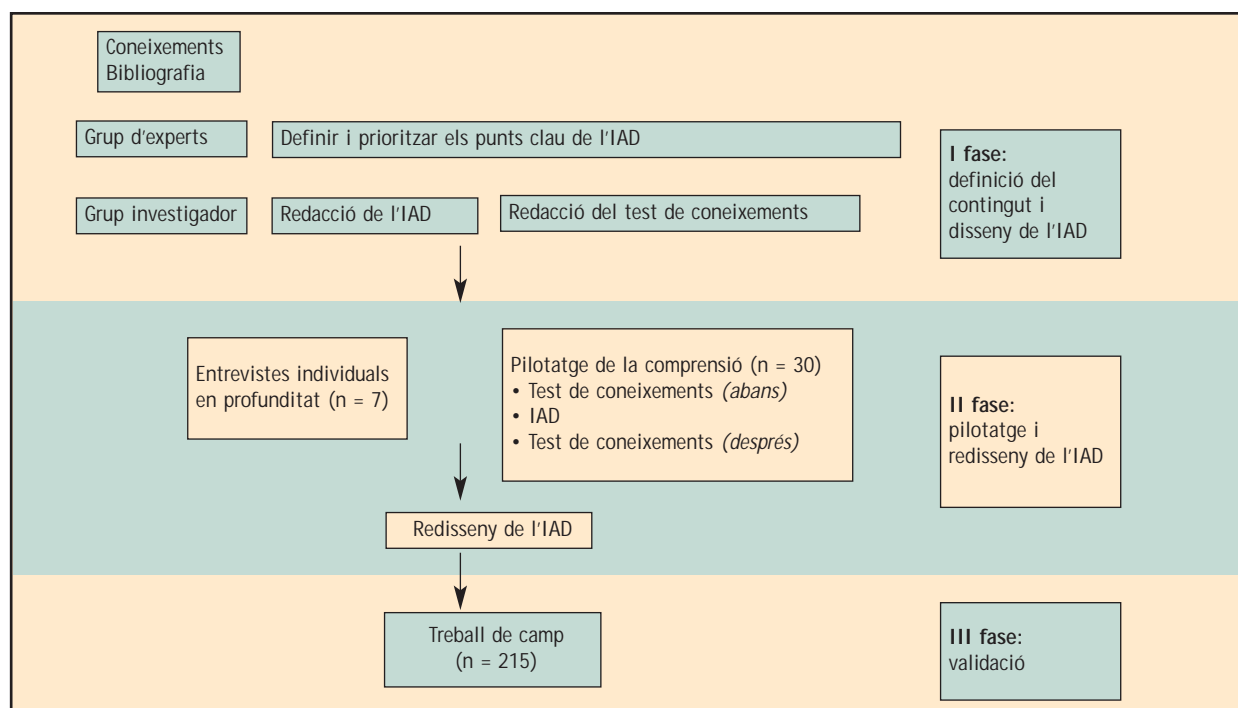 Coneixements
Bibliografia
Grup d'experts
Definir i prioritzar els punts clau de l'IAD
Grup investigador
Redacció de l'IAD
Redacció del test de coneixements
I fase:
definició del
contingut i
disseny de l'IAD
Entrevistes individuals
en profunditat (n = 7)
Pilotatge de la comprensió (n = 30)
• Test de coneixements (abans)
• IAD
• Test de coneixements (després)
II fase:
pilotatge i
redisseny de l'IAD
Redisseny de l'IAD
Treball de camp
(n = 215)
III fase:
validació